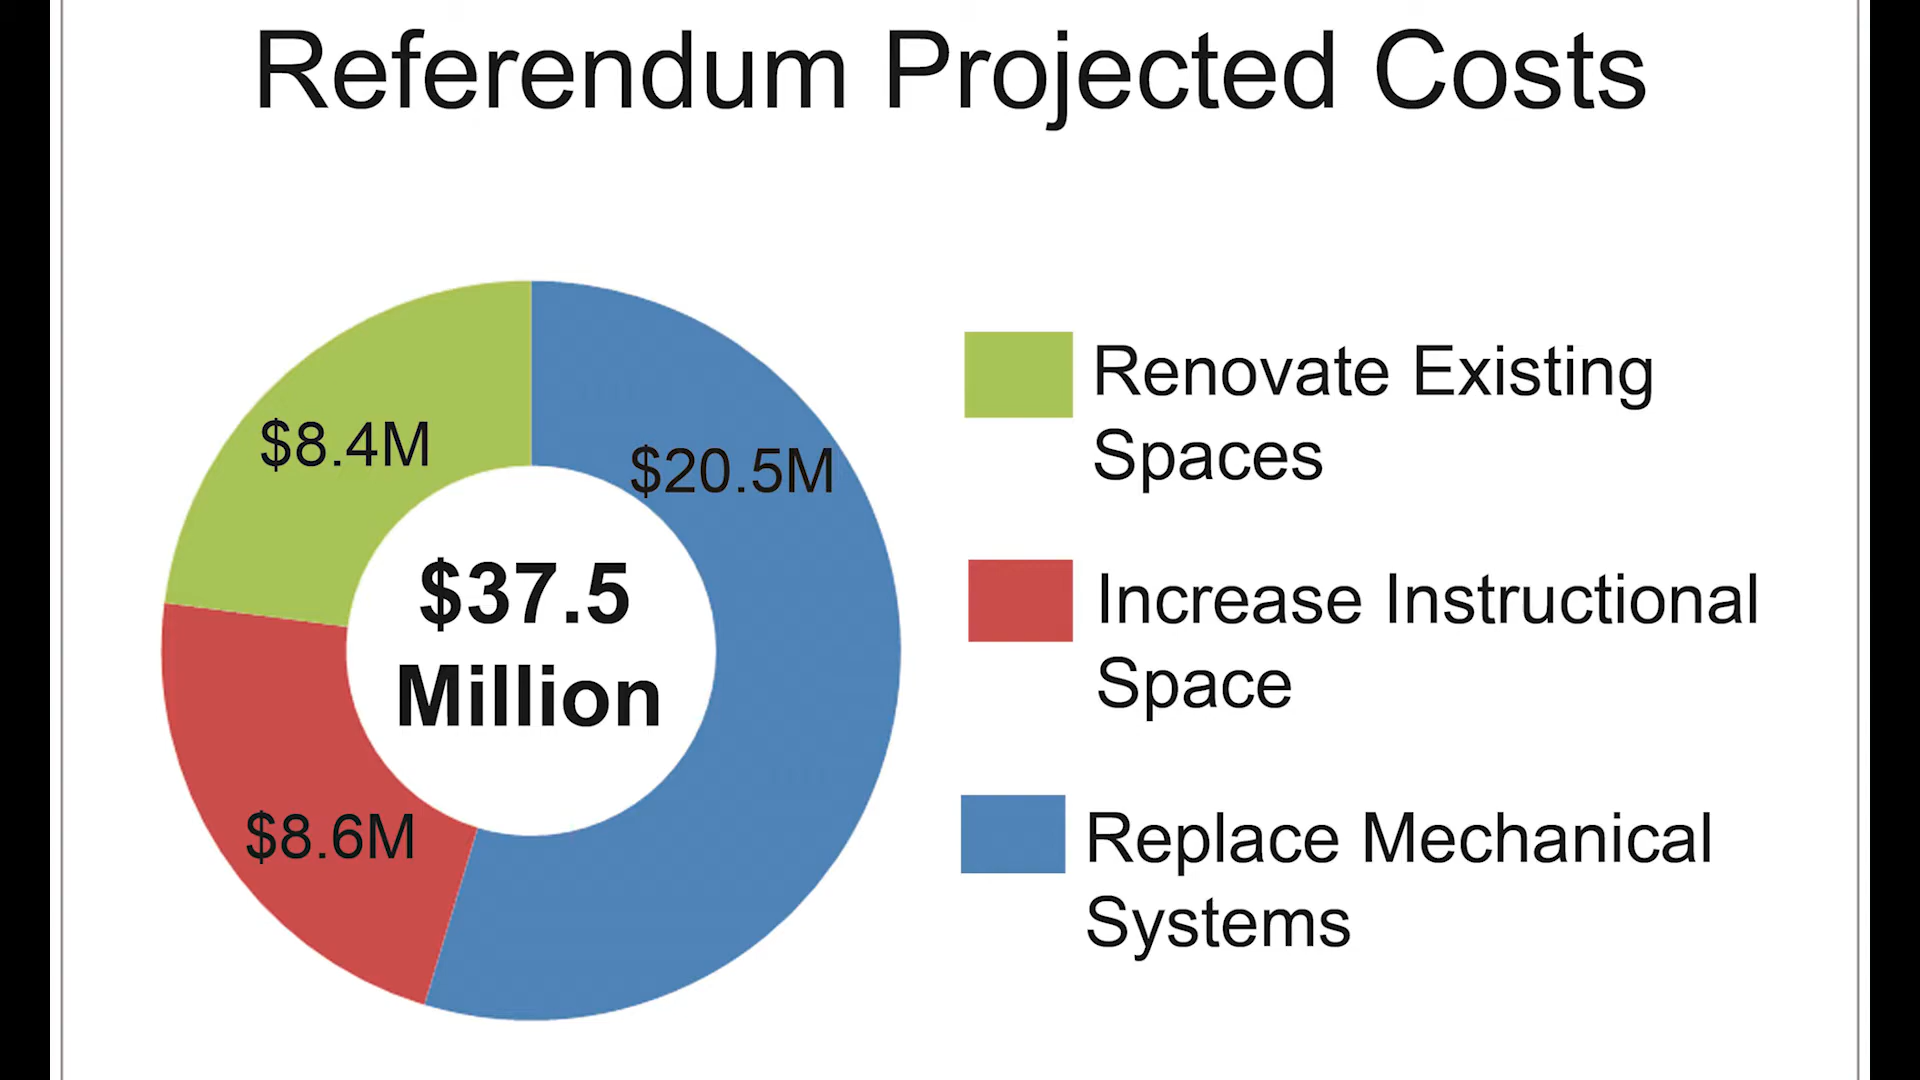 Referendum Projected Costs
$8.4M
$20.5M
$37.5
Million
$8.6M
Renovate Existing
Spaces
Increase Instructional
Space
Replace Mechanical
Systems